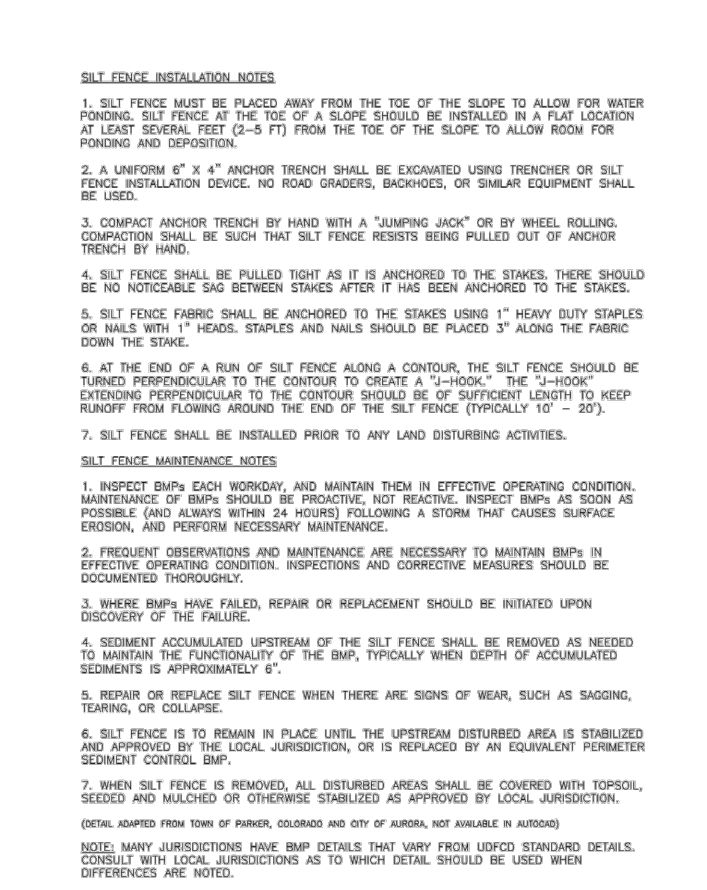 SILT FENCE INSTALLATION NOTES
1. SILT FENCE MUST BE PLACED AWAY FROM THE TOE OF THE SLOPE TO ALLOW FOR WATER
PONDING. SILT FENCE AT THE TOE OF A SLOPE SHOULD BE INSTALLED IN A FLAT LOCATION
AT LEAST SEVERAL FEET (2–5 FT) FROM THE TOE OF THE SLOPE TO ALLOW ROOM FOR
PONDING AND DEPOSITION.
2. A UNIFORM 6" X 4" ANCHOR TRENCH SHALL BE EXCAVATED USING TRENCHER OR SILT
FENCE INSTALLATION DEVICE. NO ROAD GRADERS, BACKHOES, OR SIMILAR EQUIPMENT SHALL
BE USED.
3. COMPACT ANCHOR TRENCH BY HAND WITH A "JUMPING JACK" OR BY WHEEL ROLLING.
COMPACTION SHALL BE SUCH THAT SILT FENCE RESISTS BEING PULLED OUT OF ANCHOR
TRENCH BY HAND.
4. SILT FENCE SHALL BE PULLED TIGHT AS IT IS ANCHORED TO THE STAKES. THERE SHOULD
BE NO NOTICEABLE SAG BETWEEN STAKES AFTER IT HAS BEEN ANCHORED TO THE STAKES.
5. SILT FENCE FABRIC SHALL BE ANCHORED TO THE STAKES USING 1" HEAVY DUTY STAPLES
OR NAILS WITH 1" HEADS. STAPLES AND NAILS SHOULD BE PLACED 3" ALONG THE FABRIC
DOWN THE STAKE.
6. AT THE END OF A RUN OF SILT FENCE ALONG A CONTOUR, THE SILT FENCE SHOULD BE
TURNED PERPENDICULAR TO THE CONTOUR TO CREATE A "J–HOOK." THE "J–HOOK"
EXTENDING PERPENDICULAR TO THE CONTOUR SHOULD BE OF SUFFICIENT LENGTH TO KEEP
RUNOFF FROM FLOWING AROUND THE END OF THE SILT FENCE (TYPICALLY 10' – 20').
7. SILT FENCE SHALL BE INSTALLED PRIOR TO ANY LAND DISTURBING ACTIVITIES.
SILT FENCE MAINTENANCE NOTES
1. INSPECT BMPs EACH WORKDAY, AND MAINTAIN THEM IN EFFECTIVE OPERATING CONDITION.
MAINTENANCE OF BMPs SHOULD BE PROACTIVE, NOT REACTIVE. INSPECT BMPs AS SOON AS
POSSIBLE (AND ALWAYS WITHIN 24 HOURS) FOLLOWING A STORM THAT CAUSES SURFACE
EROSION, AND PERFORM NECESSARY MAINTENANCE.
2. FREQUENT OBSERVATIONS AND MAINTENANCE ARE NECESSARY TO MAINTAIN BMPs IN
EFFECTIVE OPERATING CONDITION. INSPECTIONS AND CORRECTIVE MEASURES SHOULD BE
DOCUMENTED THOROUGHLY.
3. WHERE BMPs HAVE FAILED, REPAIR OR REPLACEMENT SHOULD BE INITIATED UPON
DISCOVERY OF THE FAILURE.
4. SEDIMENT ACCUMULATED UPSTREAM OF THE SILT FENCE SHALL BE REMOVED AS NEEDED
TO MAINTAIN THE FUNCTIONALITY OF THE BMP, TYPICALLY WHEN DEPTH OF ACCUMULATED
SEDIMENTS IS APPROXIMATELY 6".
5. REPAIR OR REPLACE SILT FENCE WHEN THERE ARE SIGNS OF WEAR, SUCH AS SAGGING,
TEARING, OR COLLAPSE.
6. SILT FENCE IS TO REMAIN IN PLACE UNTIL THE UPSTREAM DISTURBED AREA IS STABILIZED
AND APPROVED BY THE LOCAL JURISDICTION, OR IS REPLACED BY AN EQUIVALENT PERIMETER
SEDIMENT CONTROL BMP.
7. WHEN SILT FENCE IS REMOVED, ALL DISTURBED AREAS SHALL BE COVERED WITH TOPSOIL,
SEEDED AND MULCHED OR OTHERWISE STABILIZED AS APPROVED BY LOCAL JURISDICTION.
(DETAIL ADAPTED FROM TOWN OF PARKER, COLORADO AND CITY OF AURORA, NOT AVAILABLE IN AUTOCAD)
NOTE: MANY JURISDICTIONS HAVE BMP DETAILS THAT VARY FROM UDFCD STANDARD DETAILS.
CONSULT WITH LOCAL JURISDICTIONS AS TO WHICH DETAIL SHOULD BE USED WHEN
DIFFERENCES ARE NOTED.